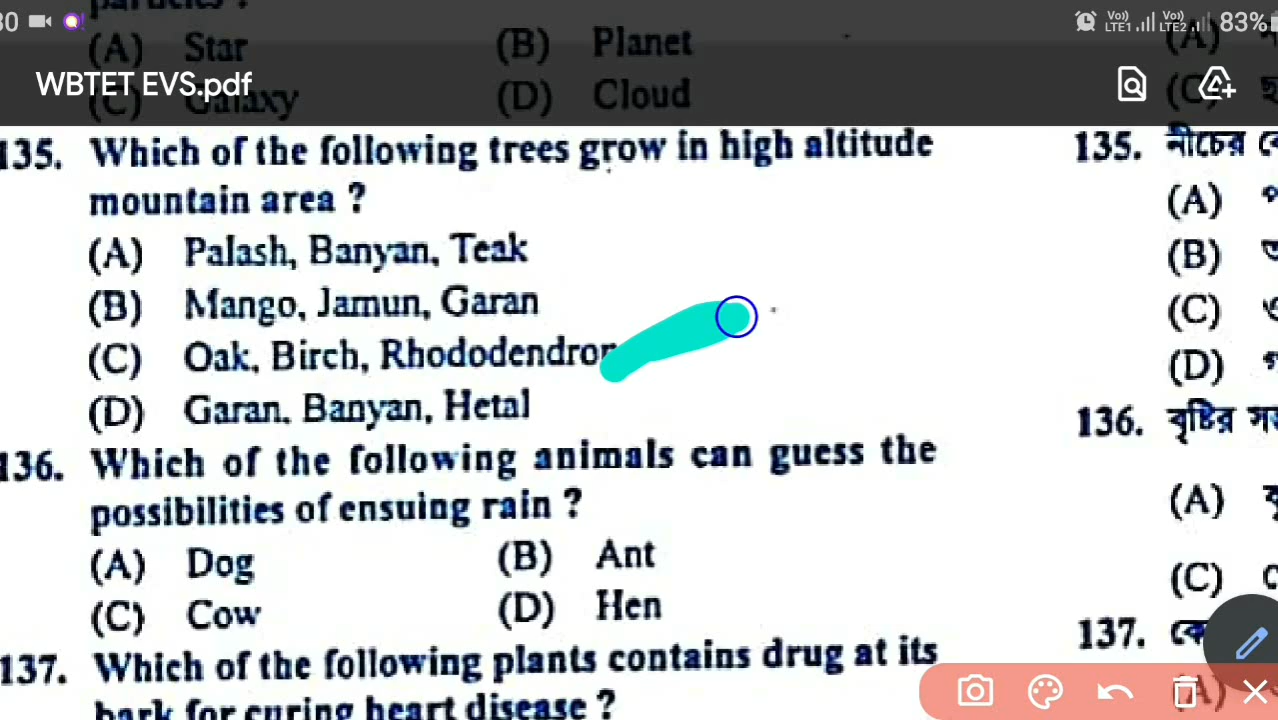 30
83%
WBTET EVS.pdf
(A) Star (B) Planet
(C) Galaxy (D) Cloud
135. Which of the following trees grow in high altitude
mountain area ?
(A) Palash, Banyan, Teak
(B) Mango, Jamun, Garan
(C) Oak, Birch, Rhododendron
(D) Garan, Banyan, Hetal
136. Which of the following animals can guess the
possibilities of ensuing rain ?
(A) Dog (B) Ant
(C) Cow (D) Hen
137. Which of the following plants contains drug at its
bark for curing heart disease ?
(A)
(C)
135. নীচের
(A)
(B)
(C)
(D)
136. বৃষ্টির
(A)
(C)
137.
(A)